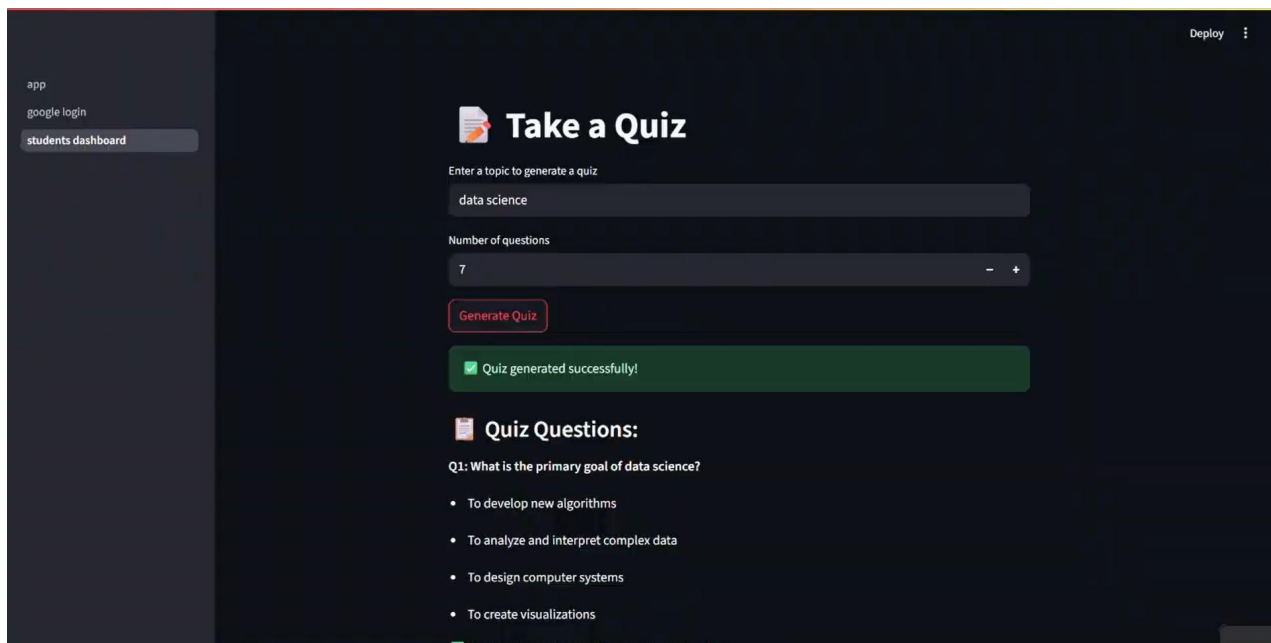 Deploy
app
google login
students dashboard
Take a Quiz
Enter a topic to generate a quiz
data science
Number of questions
7
Generate Quiz
Quiz generated successfully!
Quiz Questions:
Q1: What is the primary goal of data science?
• To develop new algorithms
• To analyze and interpret complex data
• To design computer systems
• To create visualizations